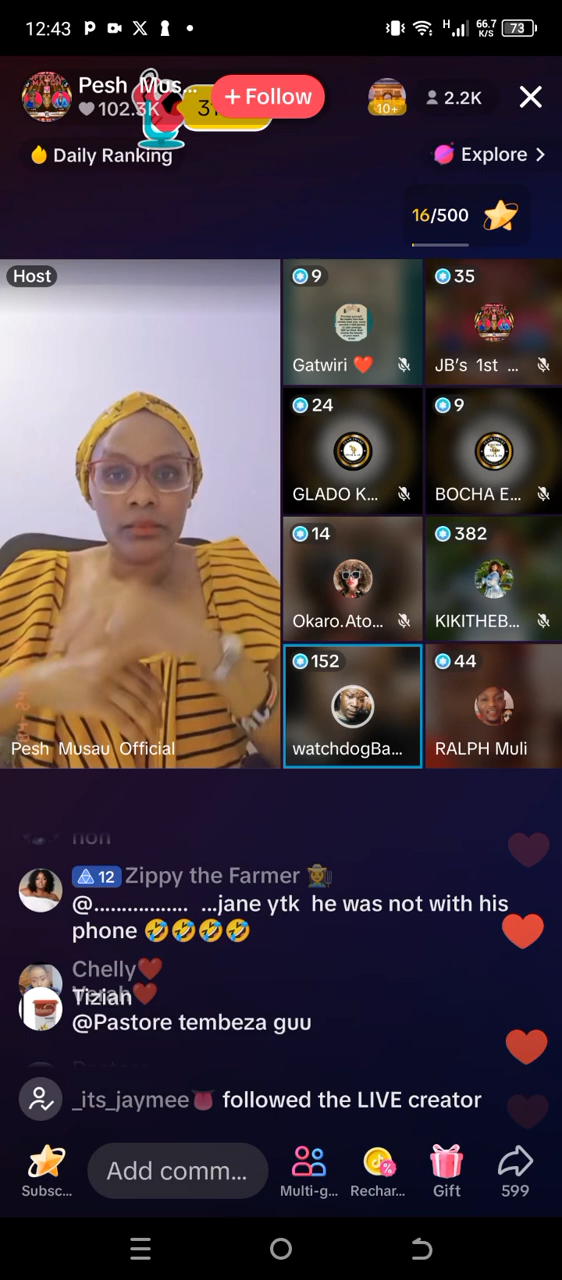 12:43
H
66.7
K/S
73
Pesh Mus...
102.3K
+ Follow
10+
2.2K
Daily Ranking
Explore >
16/500
Host
9
Gatwiri ❤️
35
JB's 1st ...
24
GLADO K...
9
BOCHA E...
14
Okaro.Ato...
382
KIKITHEB...
152
watchdogBa...
44
RALPH Muli
Pesh Musau Official
12 Zippy the Farmer 👩‍🌾
@................. ...jane ytk he was not with his
phone 🤣🤣🤣🤣
Chelly❤️
Tizian
@Pastore tembeza guu
_its_jaymee👅 followed the LIVE creator
Subsc...
Add comm...
Multi-g...
Rechar...
Gift
599